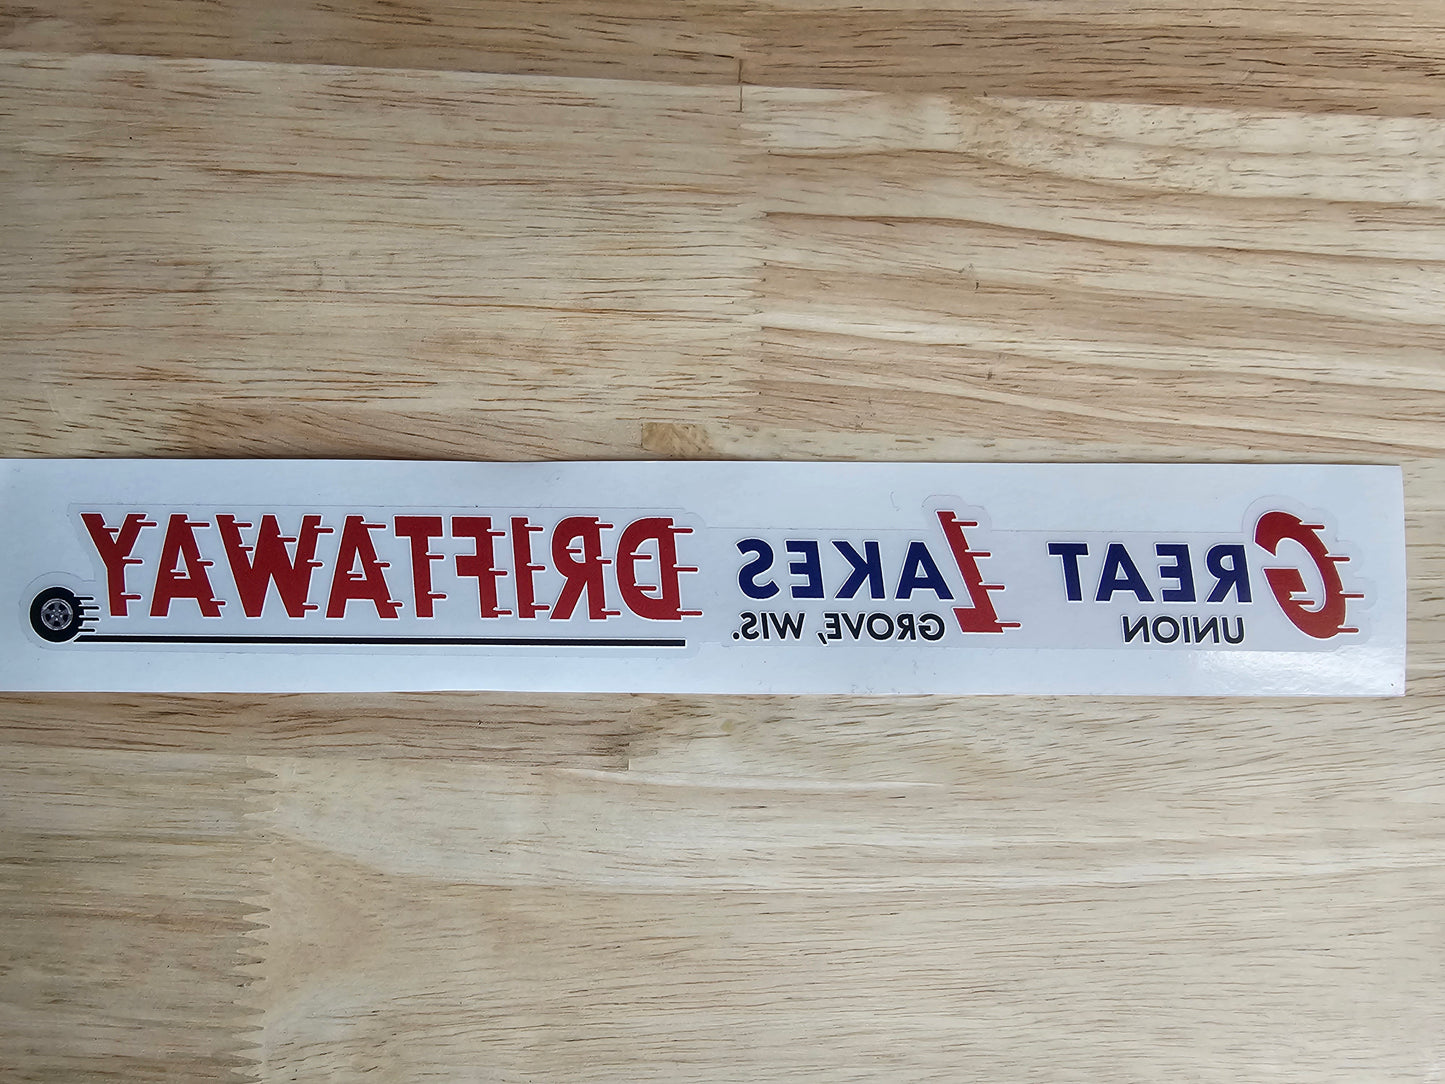 GREAT LAKES DRIFTAWAY
UNION GROVE, WIS.